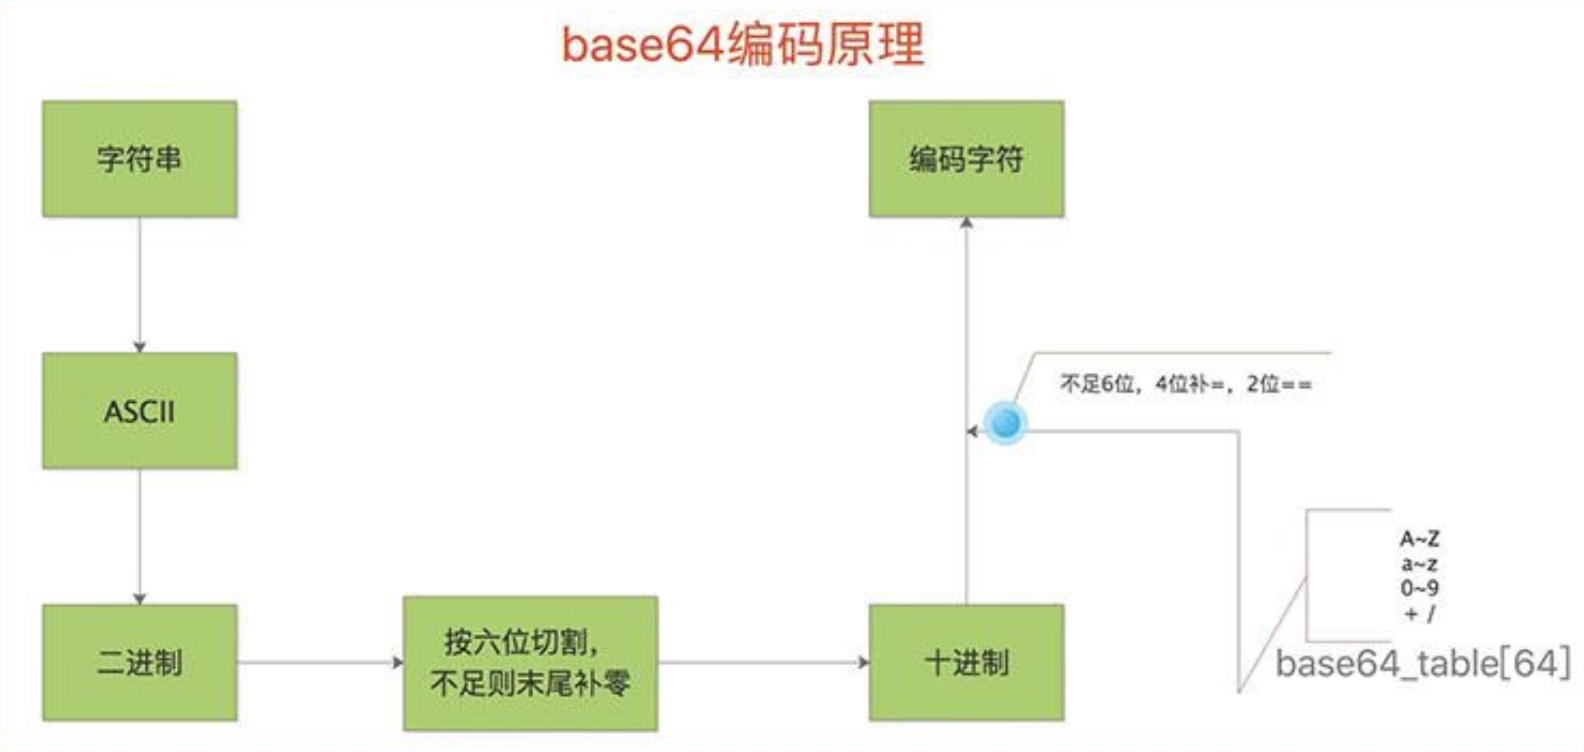 base64编码原理
字符串
编码字符
ASCII
不足6位，4位补=，2位==
A~Z
a~z
0~9
+ /
base64_table[64]
二进制
按六位切割，
不足则末尾补零
十进制